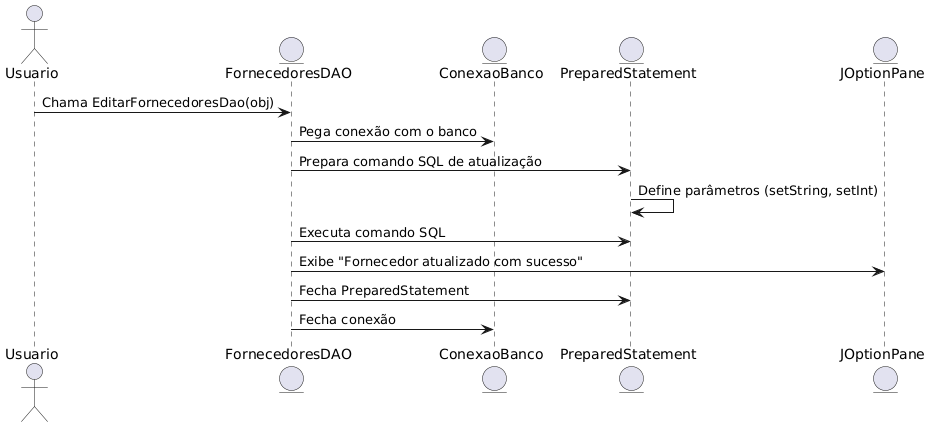 Usuario
FornecedoresDAO
ConexaoBanco
PreparedStatement
JOptionPane
Chama EditarFornecedoresDao(obj)
Pega conexão com o banco
Prepara comando SQL de atualização
Define parâmetros (setString, setInt)
Executa comando SQL
Exibe "Fornecedor atualizado com sucesso"
Fecha PreparedStatement
Fecha conexão
Usuario
FornecedoresDAO
ConexaoBanco
PreparedStatement
JOptionPane